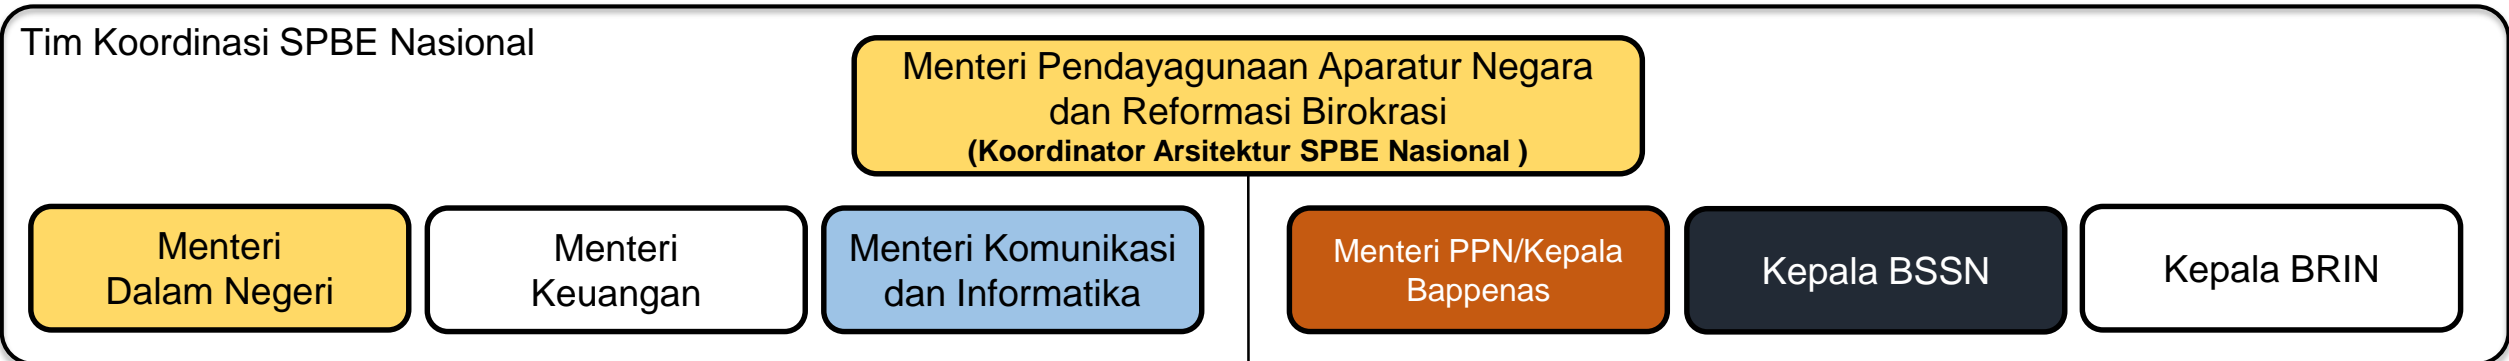 Tim Koordinasi SPBE Nasional
Menteri Pendayagunaan Aparatur Negara
dan Reformasi Birokrasi
(Koordinator Arsitektur SPBE Nasional )
Menteri
Dalam Negeri
Menteri
Keuangan
Menteri Komunikasi
dan Informatika
Menteri PPN/Kepala
Bappenas
Kepala BSSN
Kepala BRIN